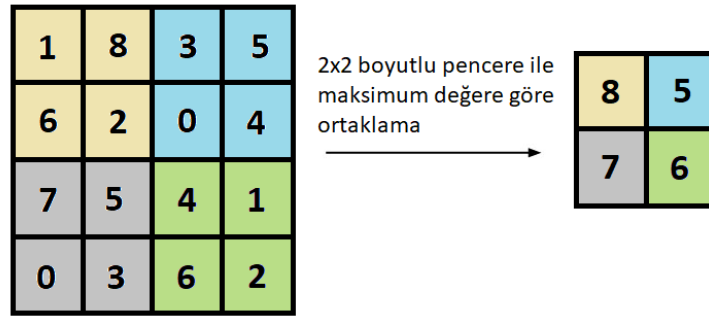 1 8 3 5
6 2 0 4
7 5 4 1
0 3 6 2
2x2 boyutlu pencere ile
maksimum değere göre
ortaklama
8 5
7 6